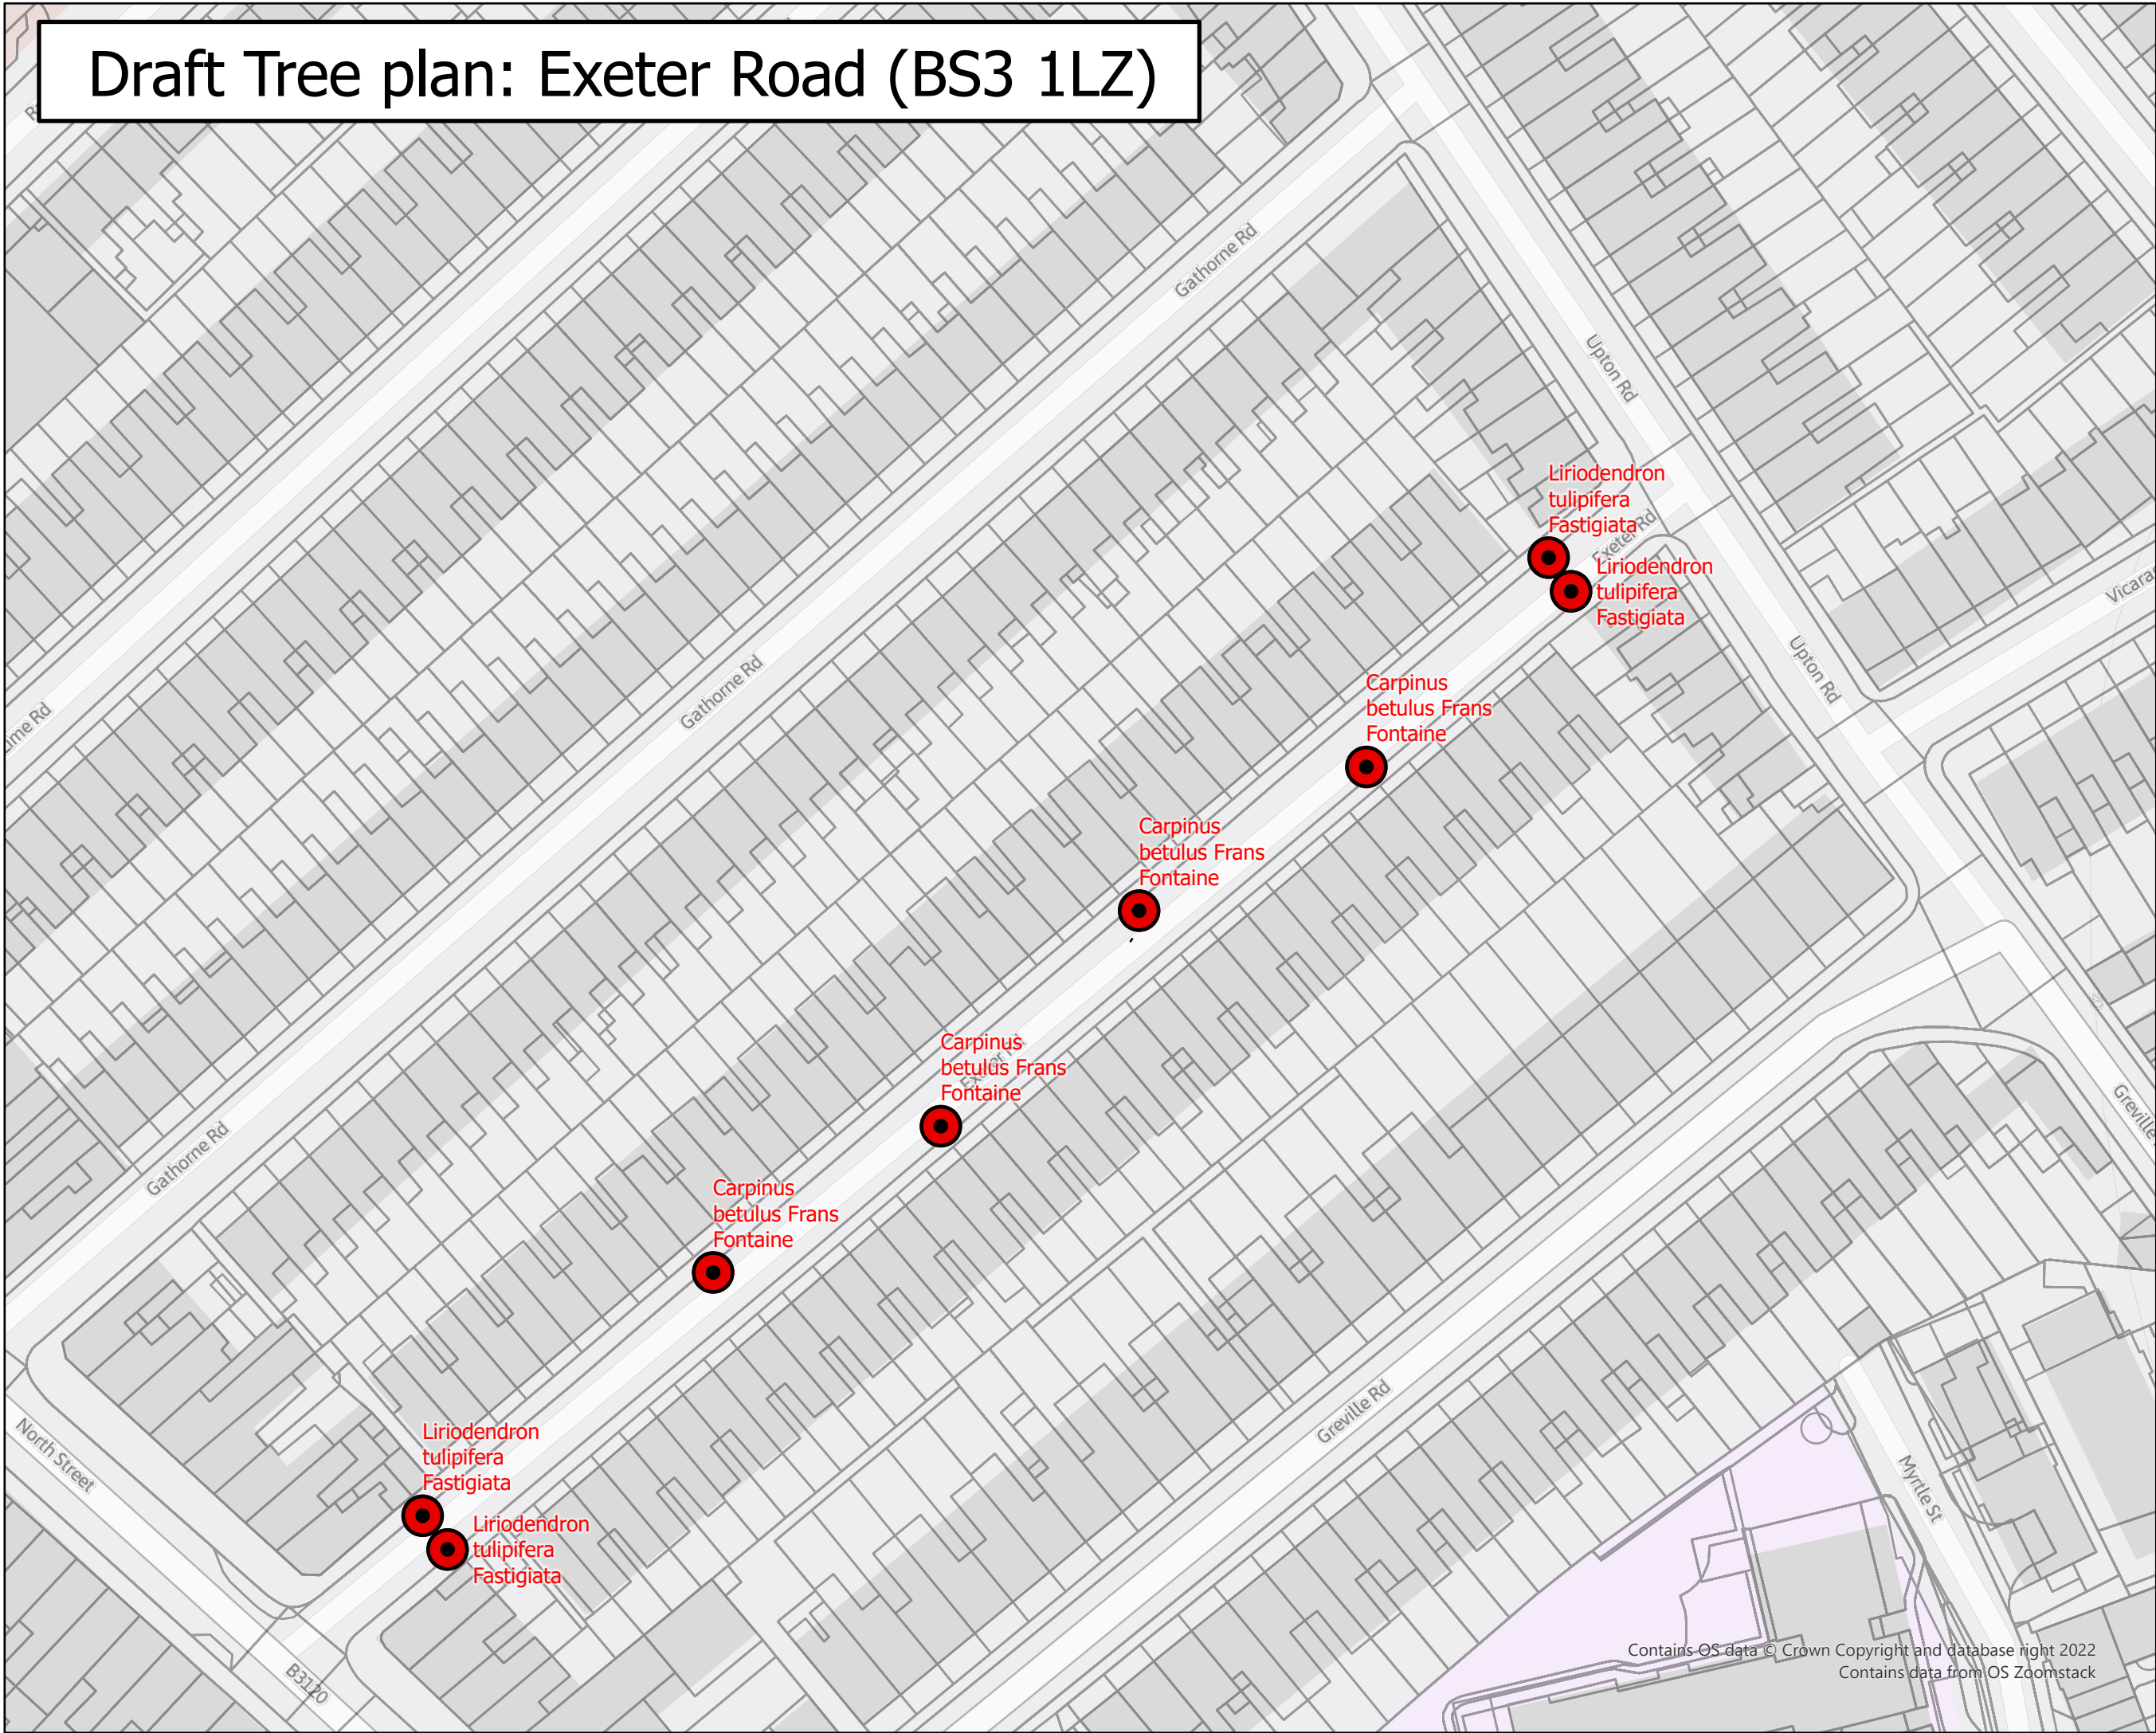 Draft Tree plan: Exeter Road (BS3 1LZ)
Gathorne Rd
Upton Rd
Liriodendron
tulipifera
Fastigiata
Exeter Rd
Liriodendron
tulipifera
Fastigiata
Upton Rd
Lime Rd
Gathorne Rd
Carpinus
betulus Frans
Fontaine
Carpinus
betulus Frans
Fontaine
Carpinus
betulus Frans
Fontaine
Exeter Rd
Greville
Gathorne Rd
Carpinus
betulus Frans
Fontaine
Greville Rd
North Street
Liriodendron
tulipifera
Fastigiata
Liriodendron
tulipifera
Fastigiata
Myrtle St
B3120
Contains OS data © Crown Copyright and database right 2022
Contains data from OS Zoomstack